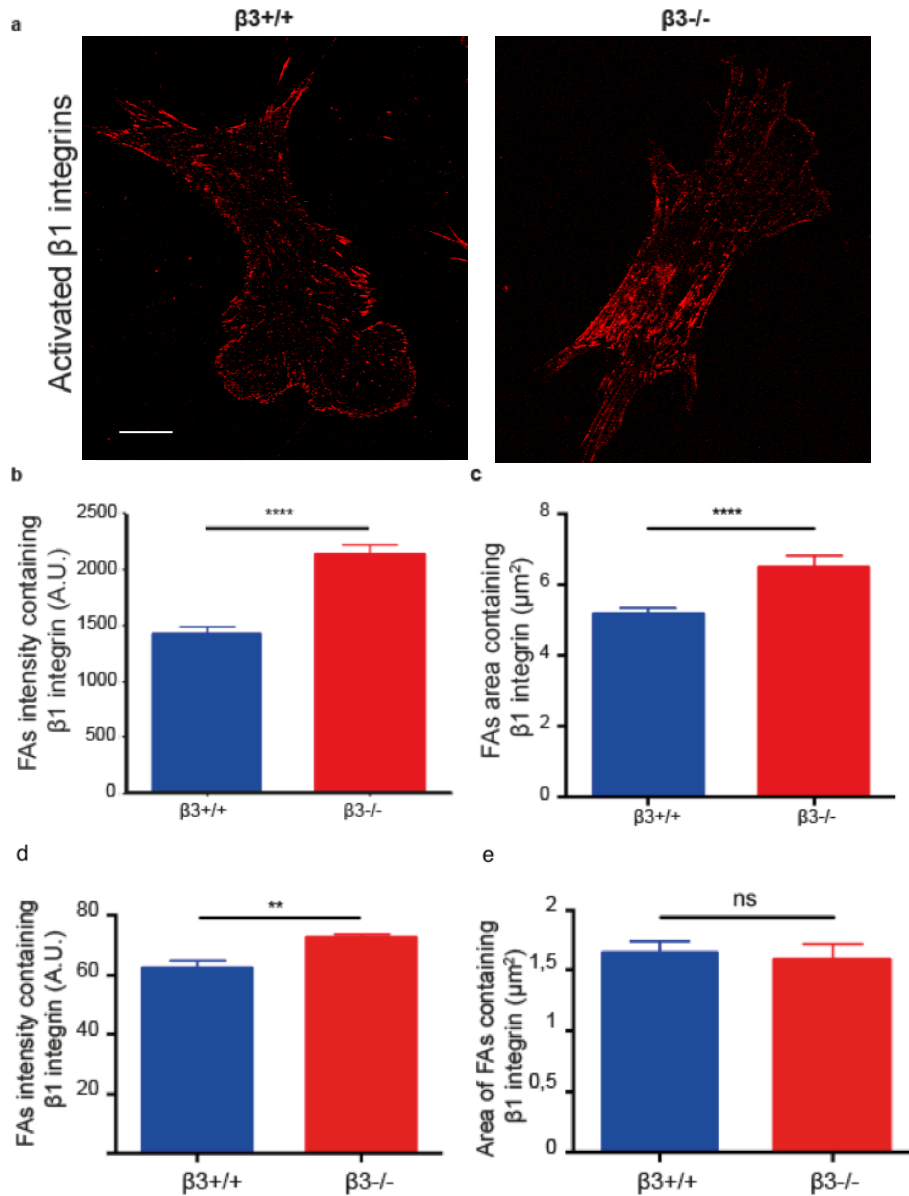 a
β3+/+
β3-/-
Activated β1 integrins
b
2500
2000
1500
1000
500
0
FAs intensity containing
β1 integrin (A.U.)
****
β3+/+
β3-/-
c
8
6
4
2
0
FAs area containing
β1 integrin (µm²)
****
β3+/+
β3-/-
d
80
60
40
20
FAs intensity containing
β1 integrin (A.U.)
**
β3+/+
β3-/-
e
2
1,5
1
0,5
0
Area of FAs containing
β1 integrin (µm²)
ns
β3+/+
β3-/-